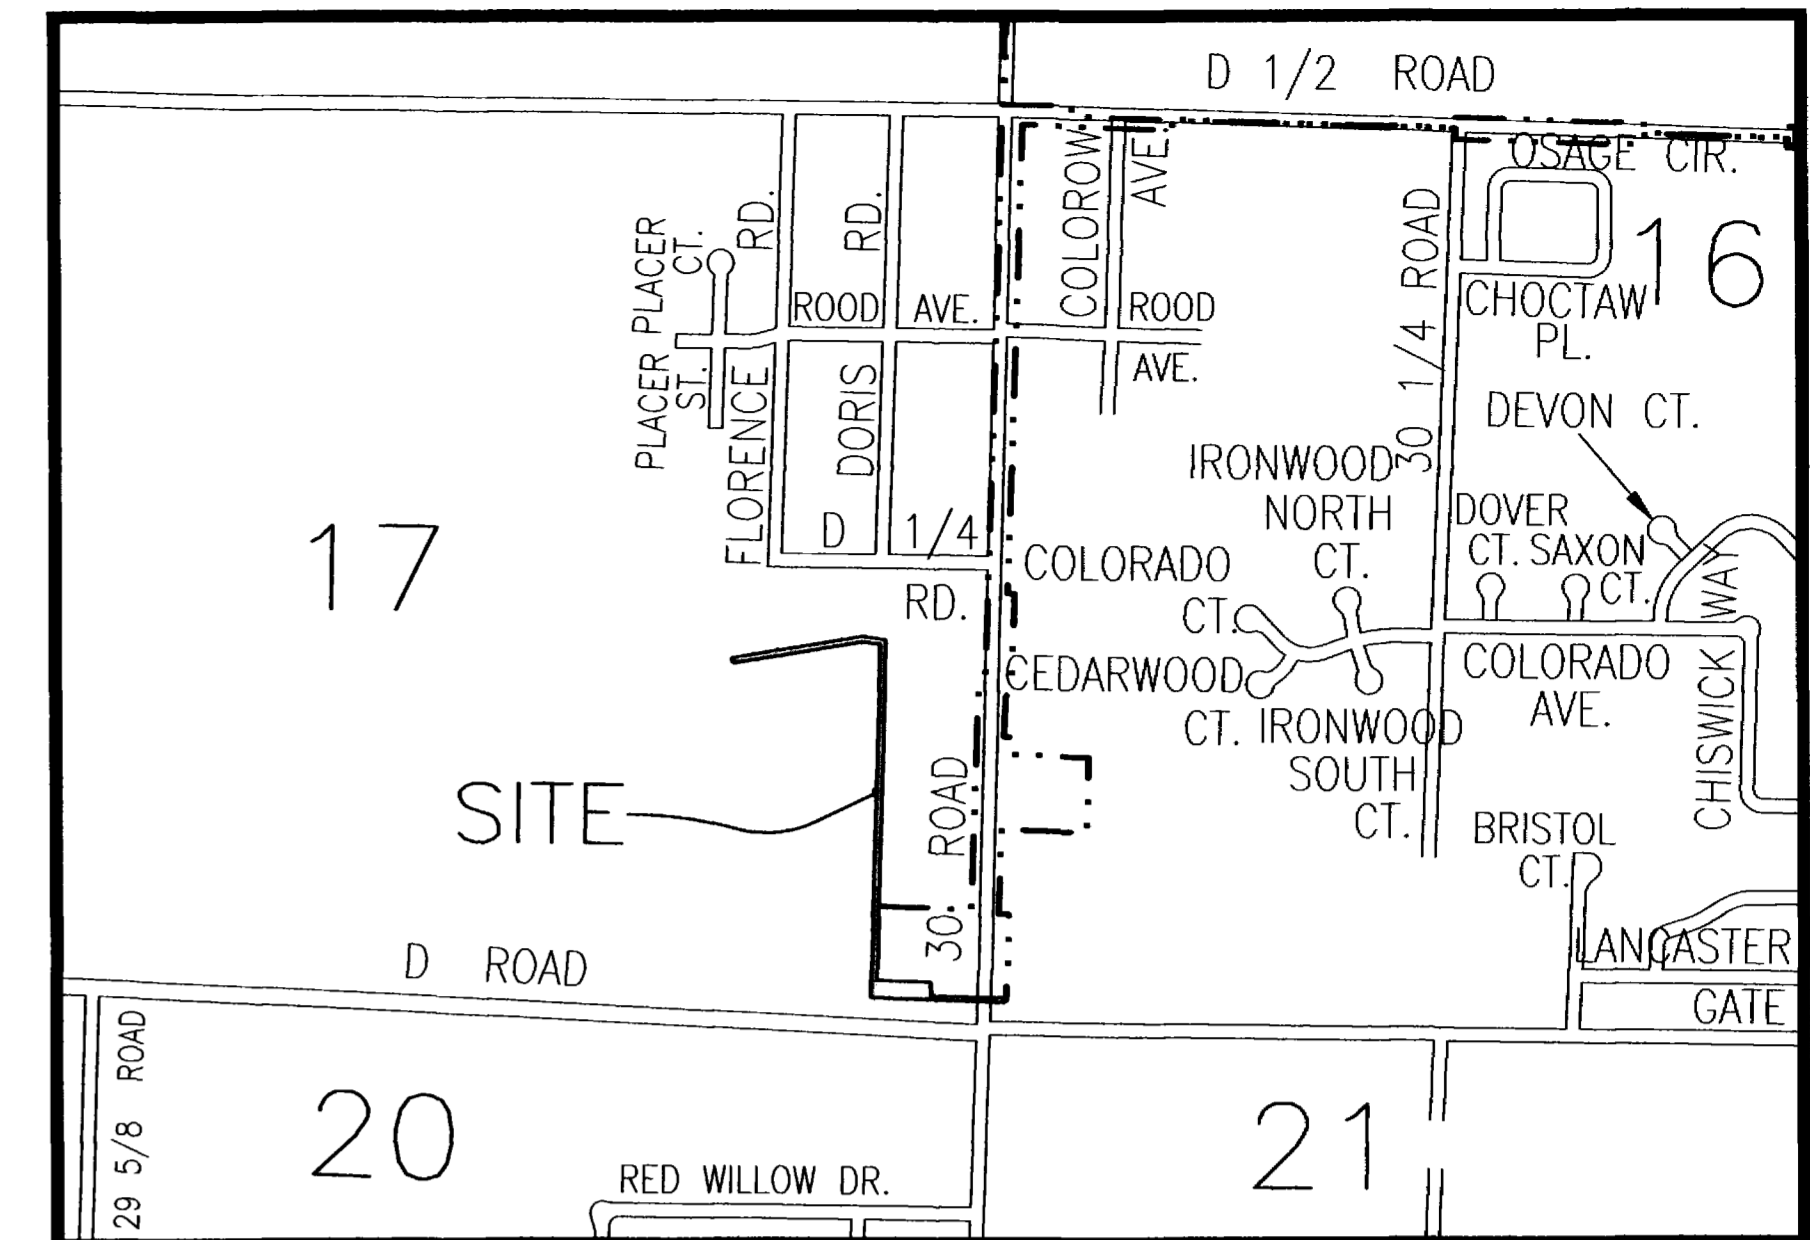 D 1/2 ROAD
OSAGE CIR.
16
COLOROW
AVE.
PLACER
CT.
RD.
RD.
ROOD AVE.
ROOD
AVE.
30 1/4 ROAD
CHOCTAW
PL.
PLACER
PLACER
ST.
FLORENCE
DORIS
DEVON CT.
IRONWOOD
NORTH
CT.
D 1/4
RD.
17
DOVER
CT.
SAXON
CT.
COLORADO
CT.
CHISWICK WAY
CEDARWOOD
CT.
COLORADO
AVE.
IRONWOOD
SOUTH
CT.
SITE
30 ROAD
BRISTOL
CT.
LANCASTER
GATE
D ROAD
29 5/8 ROAD
20
21
RED WILLOW DR.